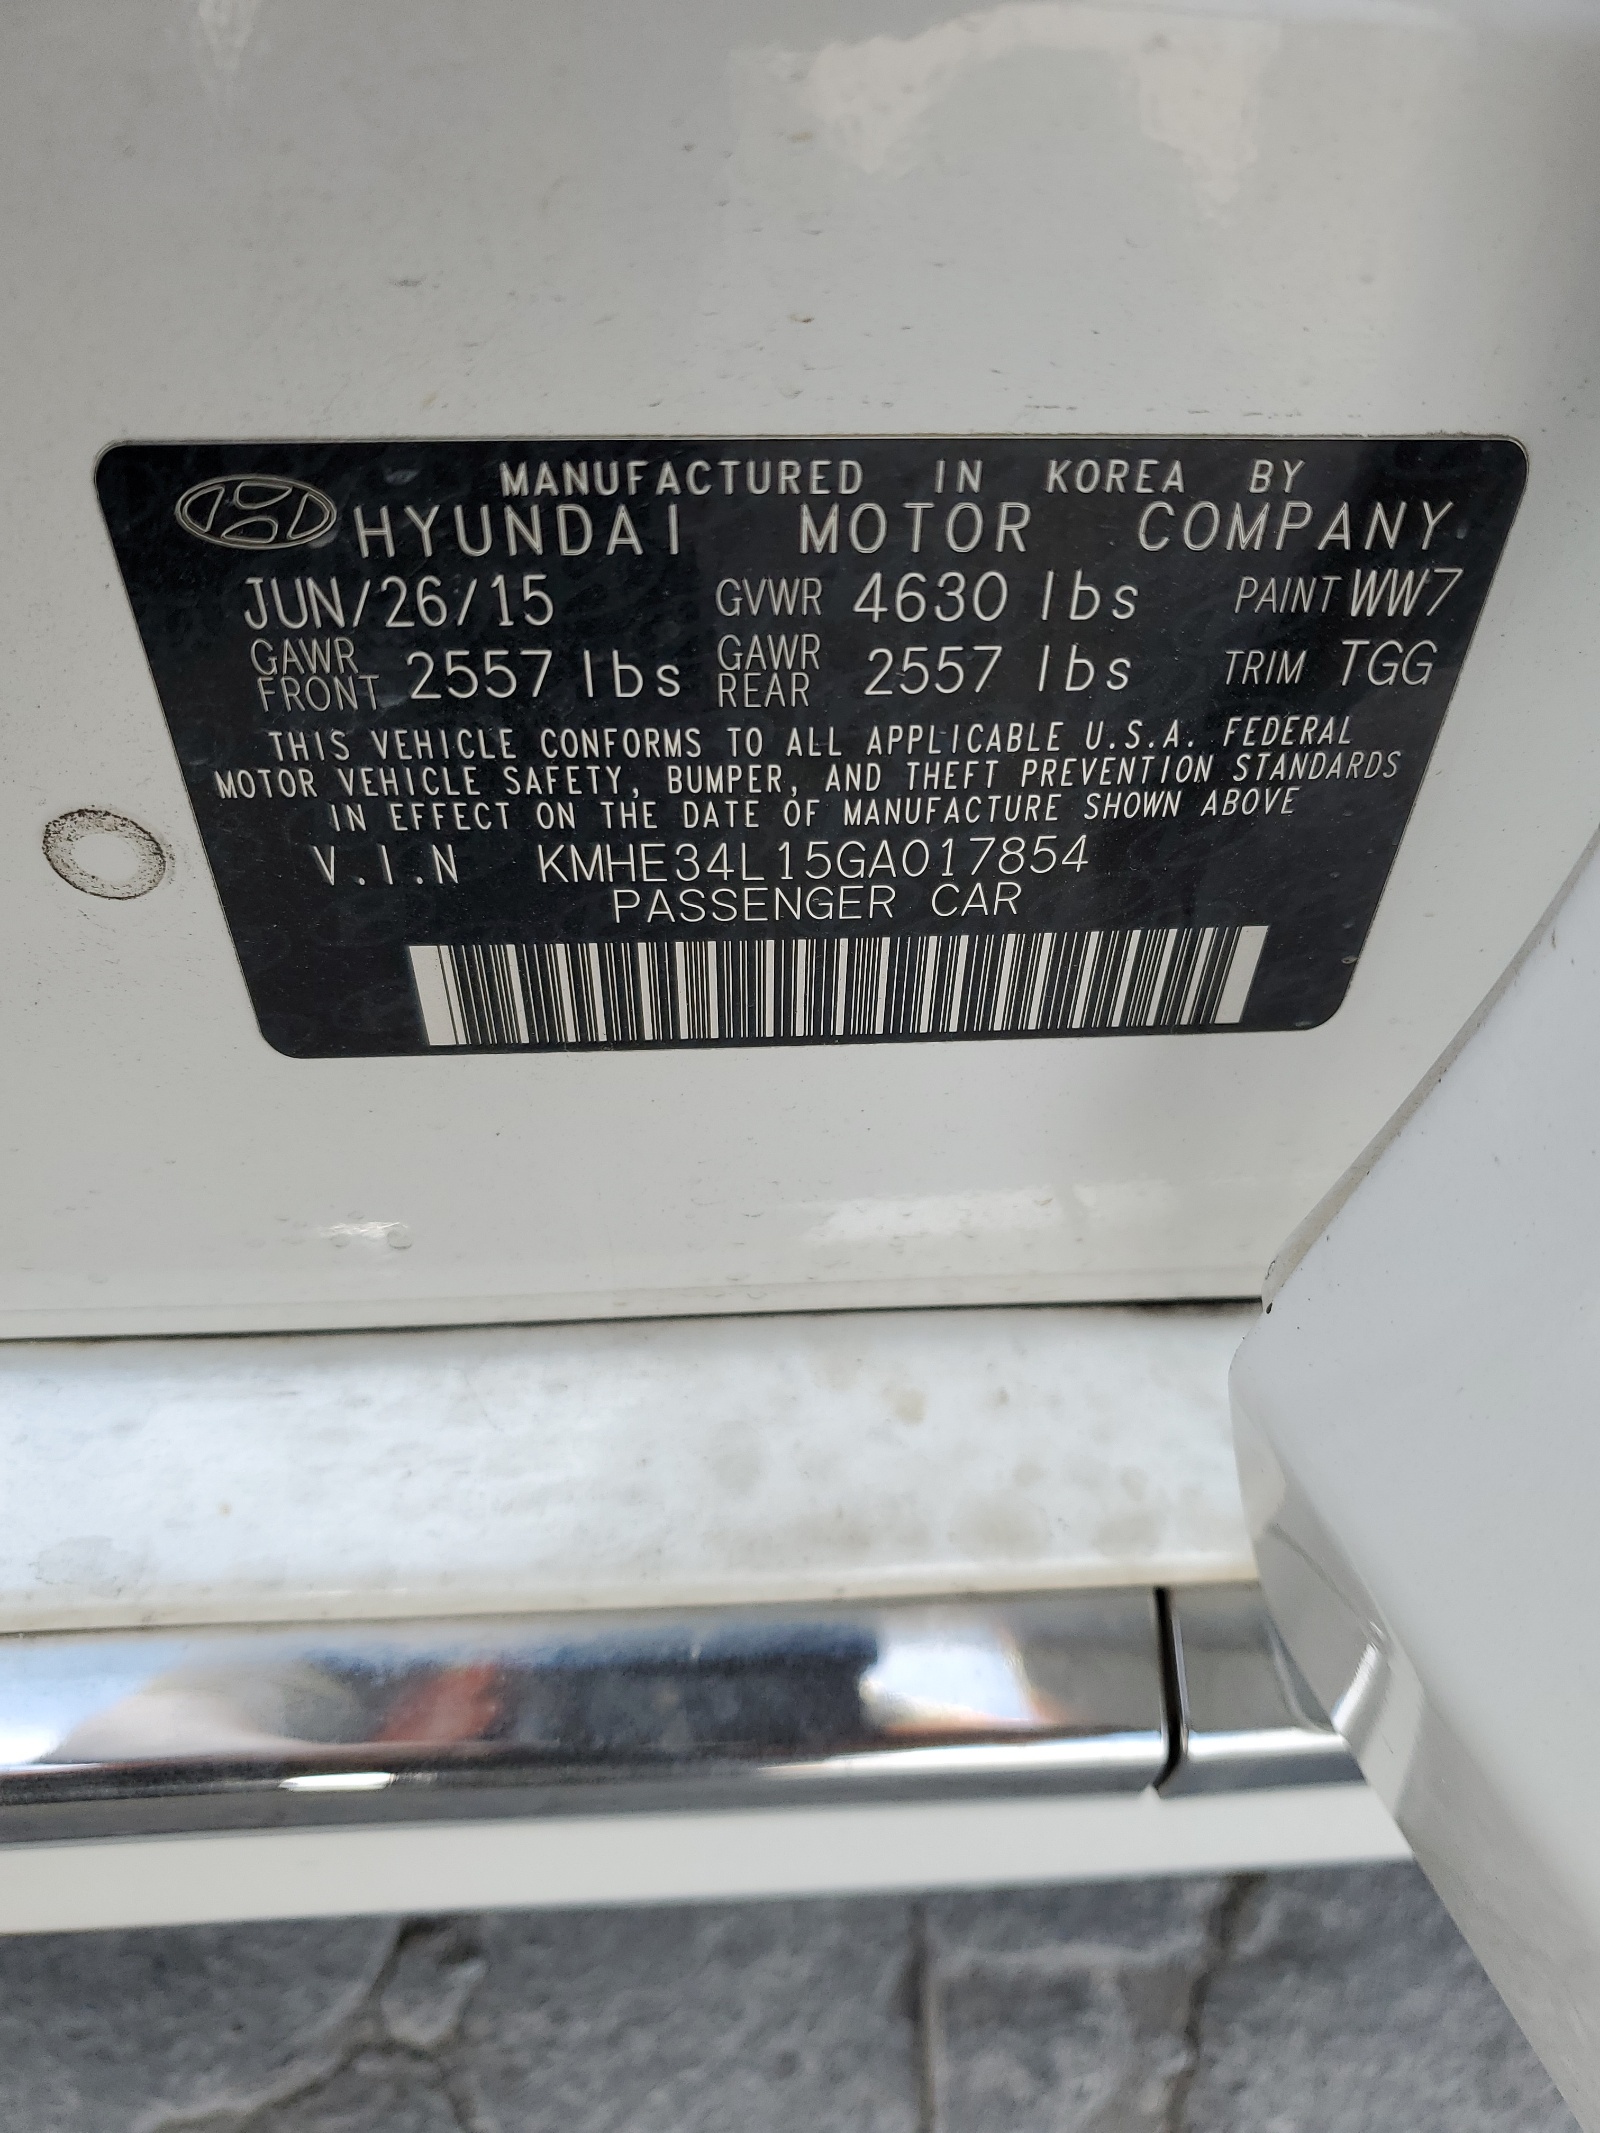 MANUFACTURED IN KOREA BY
HYUNDAI MOTOR COMPANY
JUN/26/15 GVWR 4630 lbs PAINT WW7
GAWR FRONT 2557 lbs GAWR REAR 2557 lbs TRIM TGG
THIS VEHICLE CONFORMS TO ALL APPLICABLE U.S.A. FEDERAL
MOTOR VEHICLE SAFETY, BUMPER, AND THEFT PREVENTION STANDARDS
IN EFFECT ON THE DATE OF MANUFACTURE SHOWN ABOVE
V.I.N KMHE34L15GA017854
PASSENGER CAR